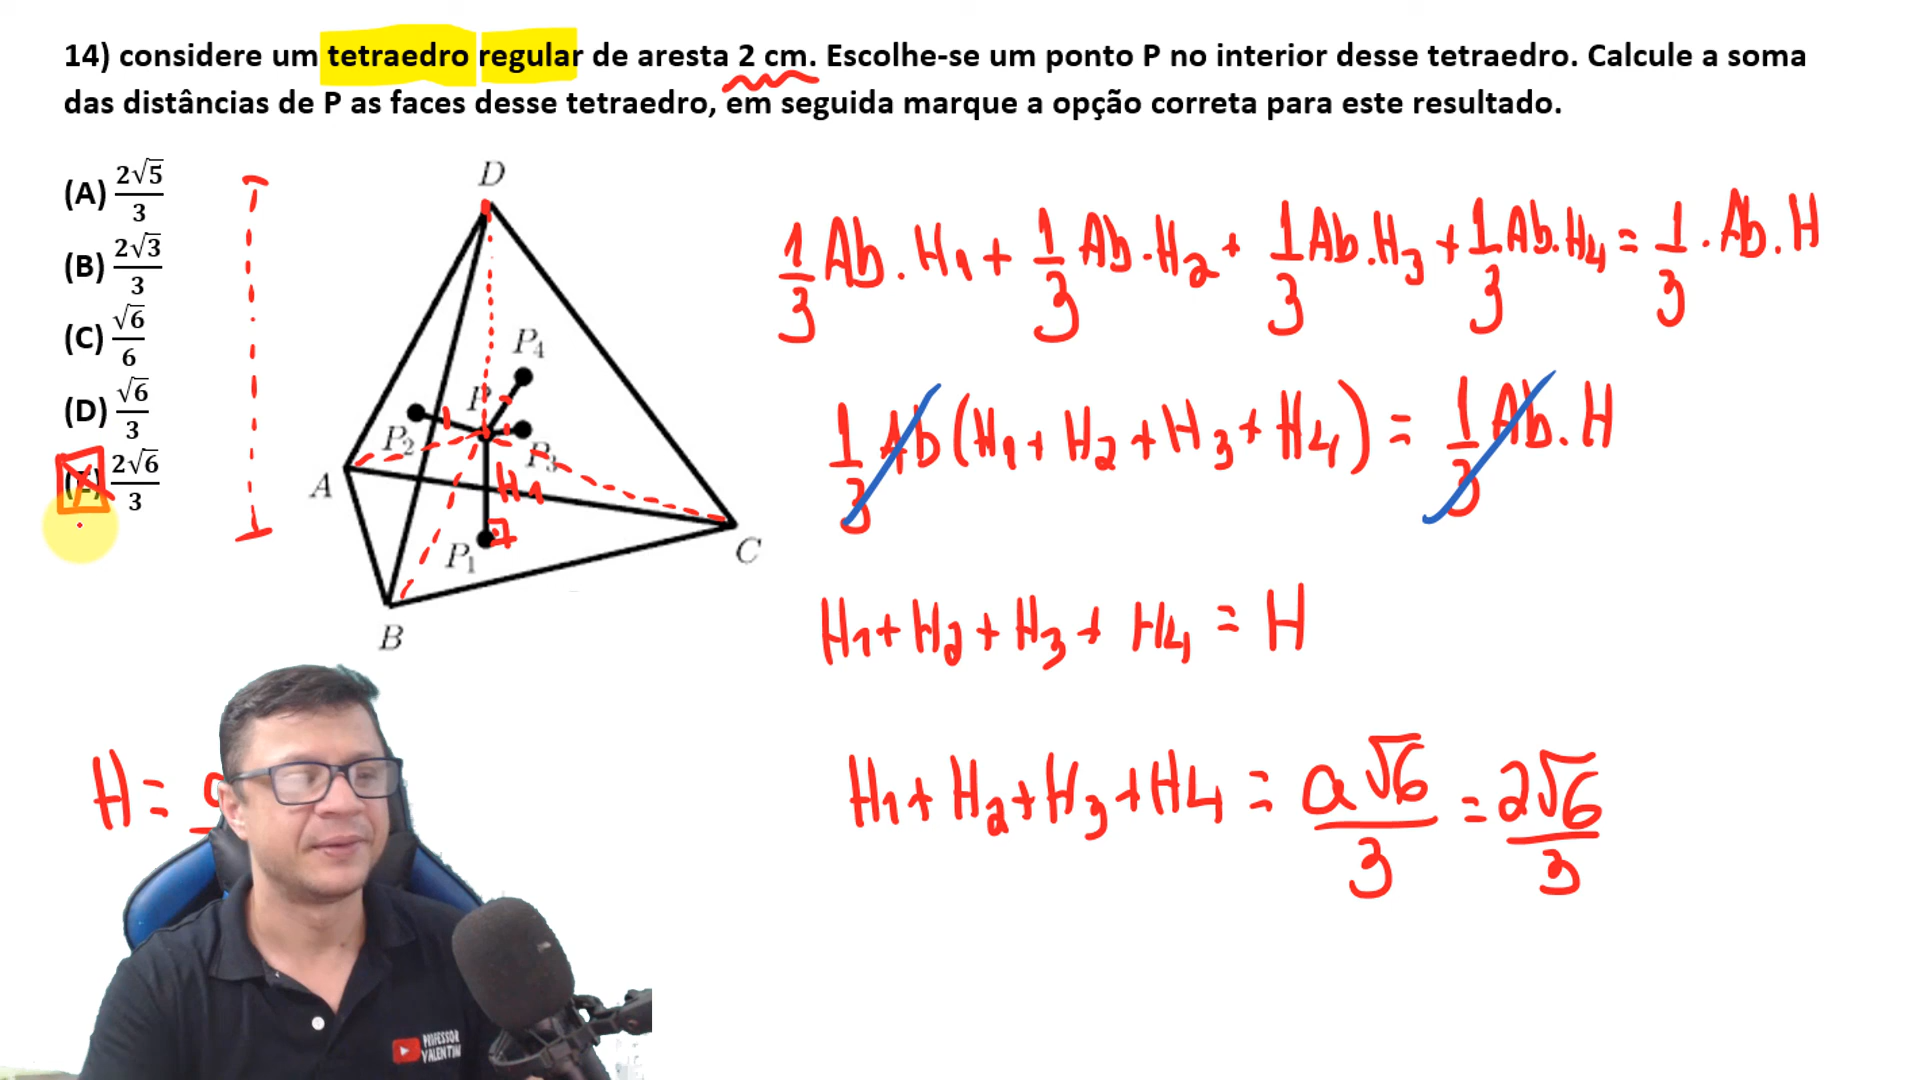 14) considere um tetraedro regular de aresta 2 cm. Escolhe-se um ponto P no interior desse tetraedro. Calcule a soma
das distâncias de P as faces desse tetraedro, em seguida marque a opção correta para este resultado.
(A) 2√5/3
(B) 2√3/3
(C) √6/6
(D) √6/3
2√6/3
D
P4
P
P2
P3
A
H1
P1
C
B
1/3 Ab . H1 + 1/3 Ab . H2 + 1/3 Ab . H3 + 1/3 Ab . H4 = 1/3 . Ab . H
1/3 Ab (H1 + H2 + H3 + H4) = 1/3 Ab . H
H1 + H2 + H3 + H4 = H
H =
H1 + H2 + H3 + H4 = a√6/3 = 2√6/3
PROFESSOR
VALENTIM